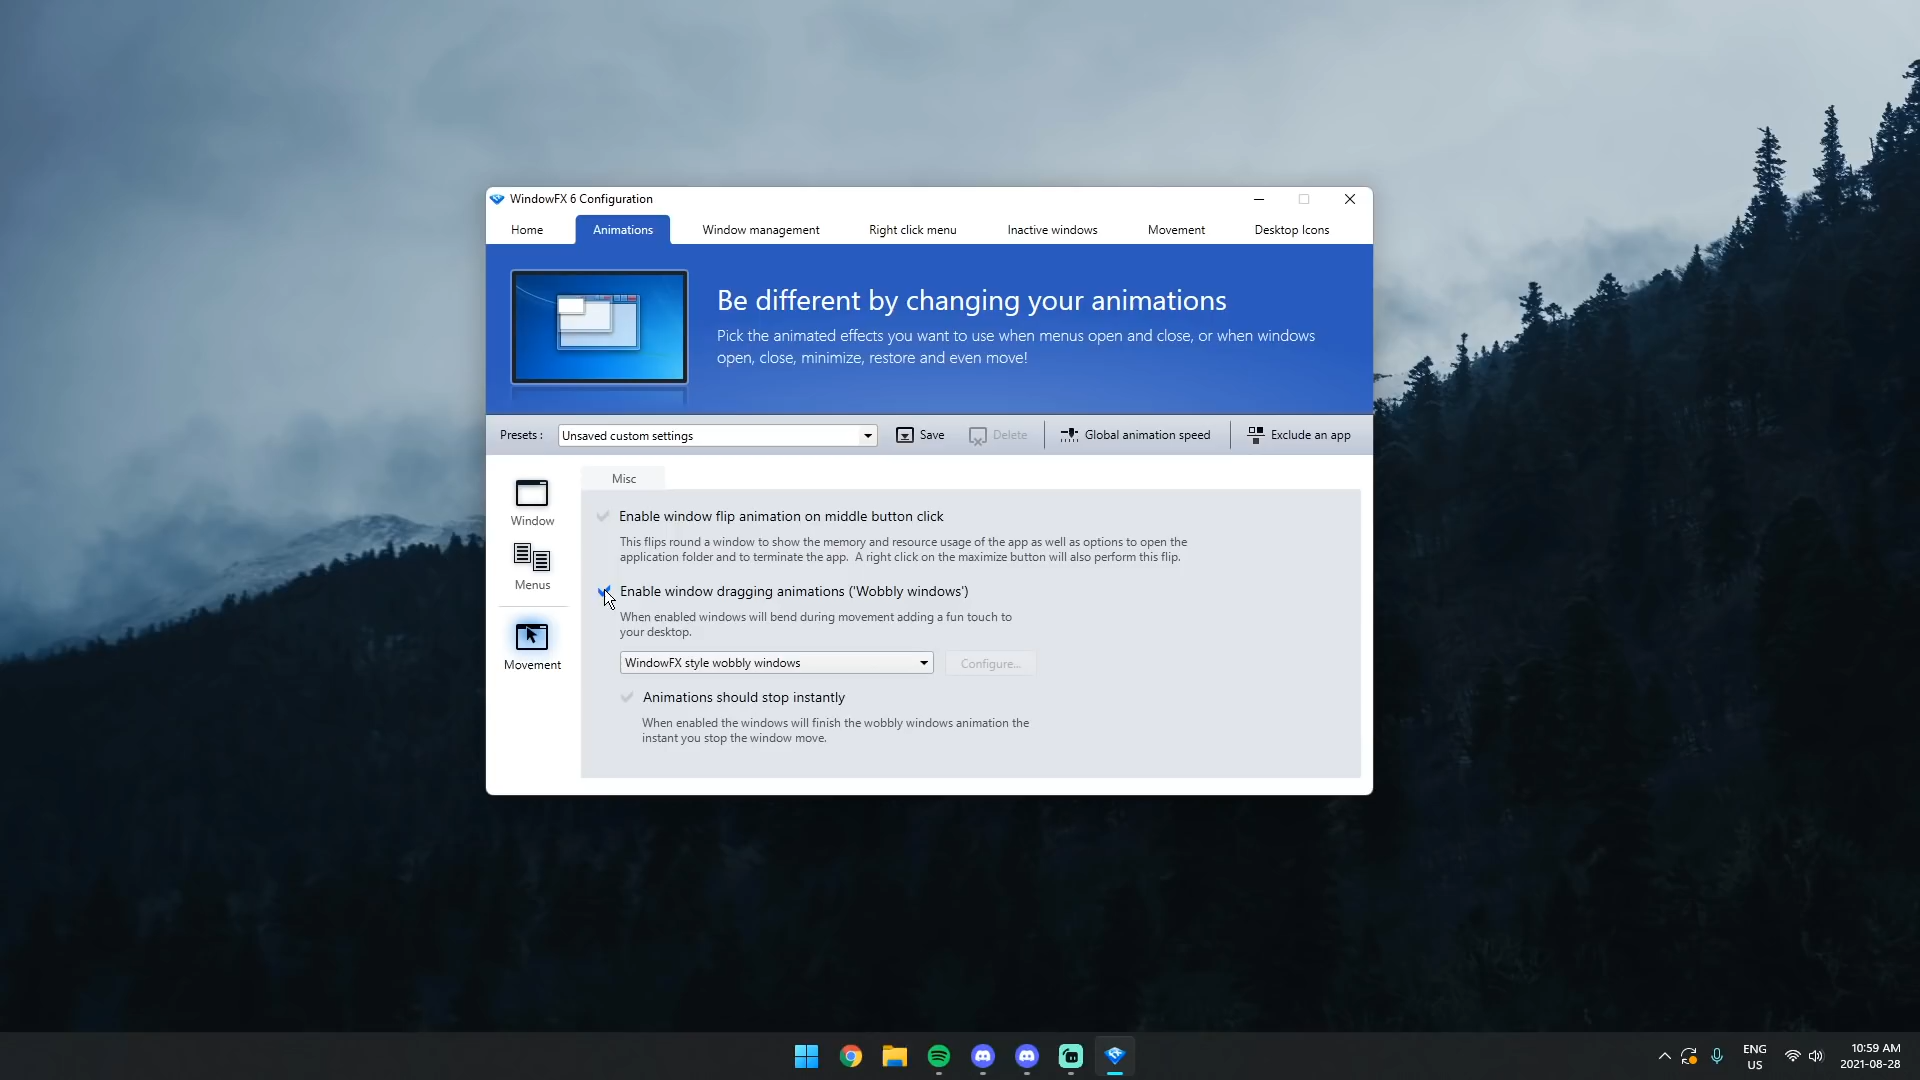 WindowFX 6 Configuration
Home Animations Window management Right click menu Inactive windows Movement Desktop Icons
Be different by changing your animations
Pick the animated effects you want to use when menus open and close, or when windows
open, close, minimize, restore and even move!
Presets : Unsaved custom settings Save Delete Global animation speed Exclude an app
Misc
Window
Menus
Movement
Enable window flip animation on middle button click
This flips round a window to show the memory and resource usage of the app as well as options to open the
application folder and to terminate the app. A right click on the maximize button will also perform this flip.
Enable window dragging animations ('Wobbly windows')
When enabled windows will bend during movement adding a fun touch to
your desktop.
WindowFX style wobbly windows Configure...
Animations should stop instantly
When enabled the windows will finish the wobbly windows animation the
instant you stop the window move.
ENG
US
10:59 AM
2021-08-28